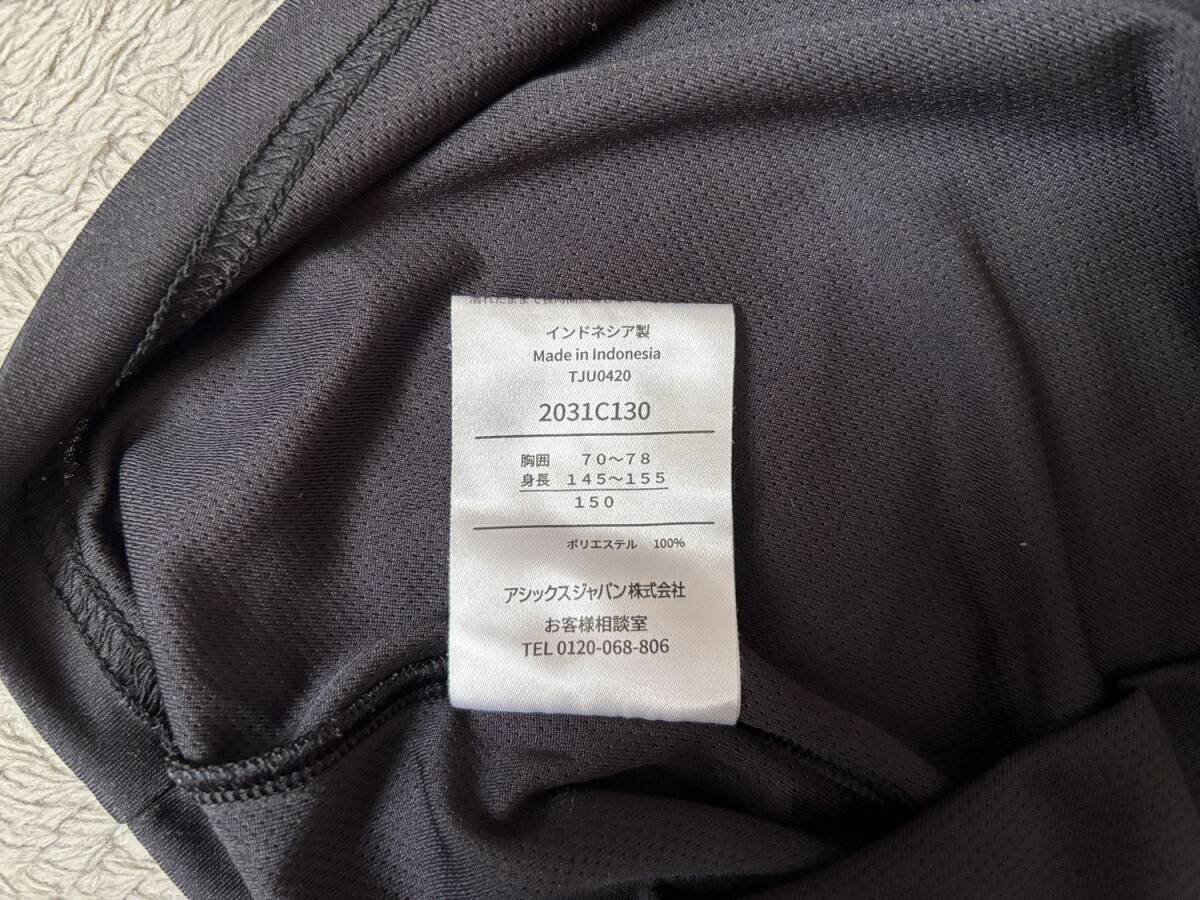 インドネシア製
Made in Indonesia
TJU0420
2031C130
胸囲 70～78
身長 145～155
150
ポリエステル 100%
アシックスジャパン株式会社
お客様相談室
TEL 0120-068-806